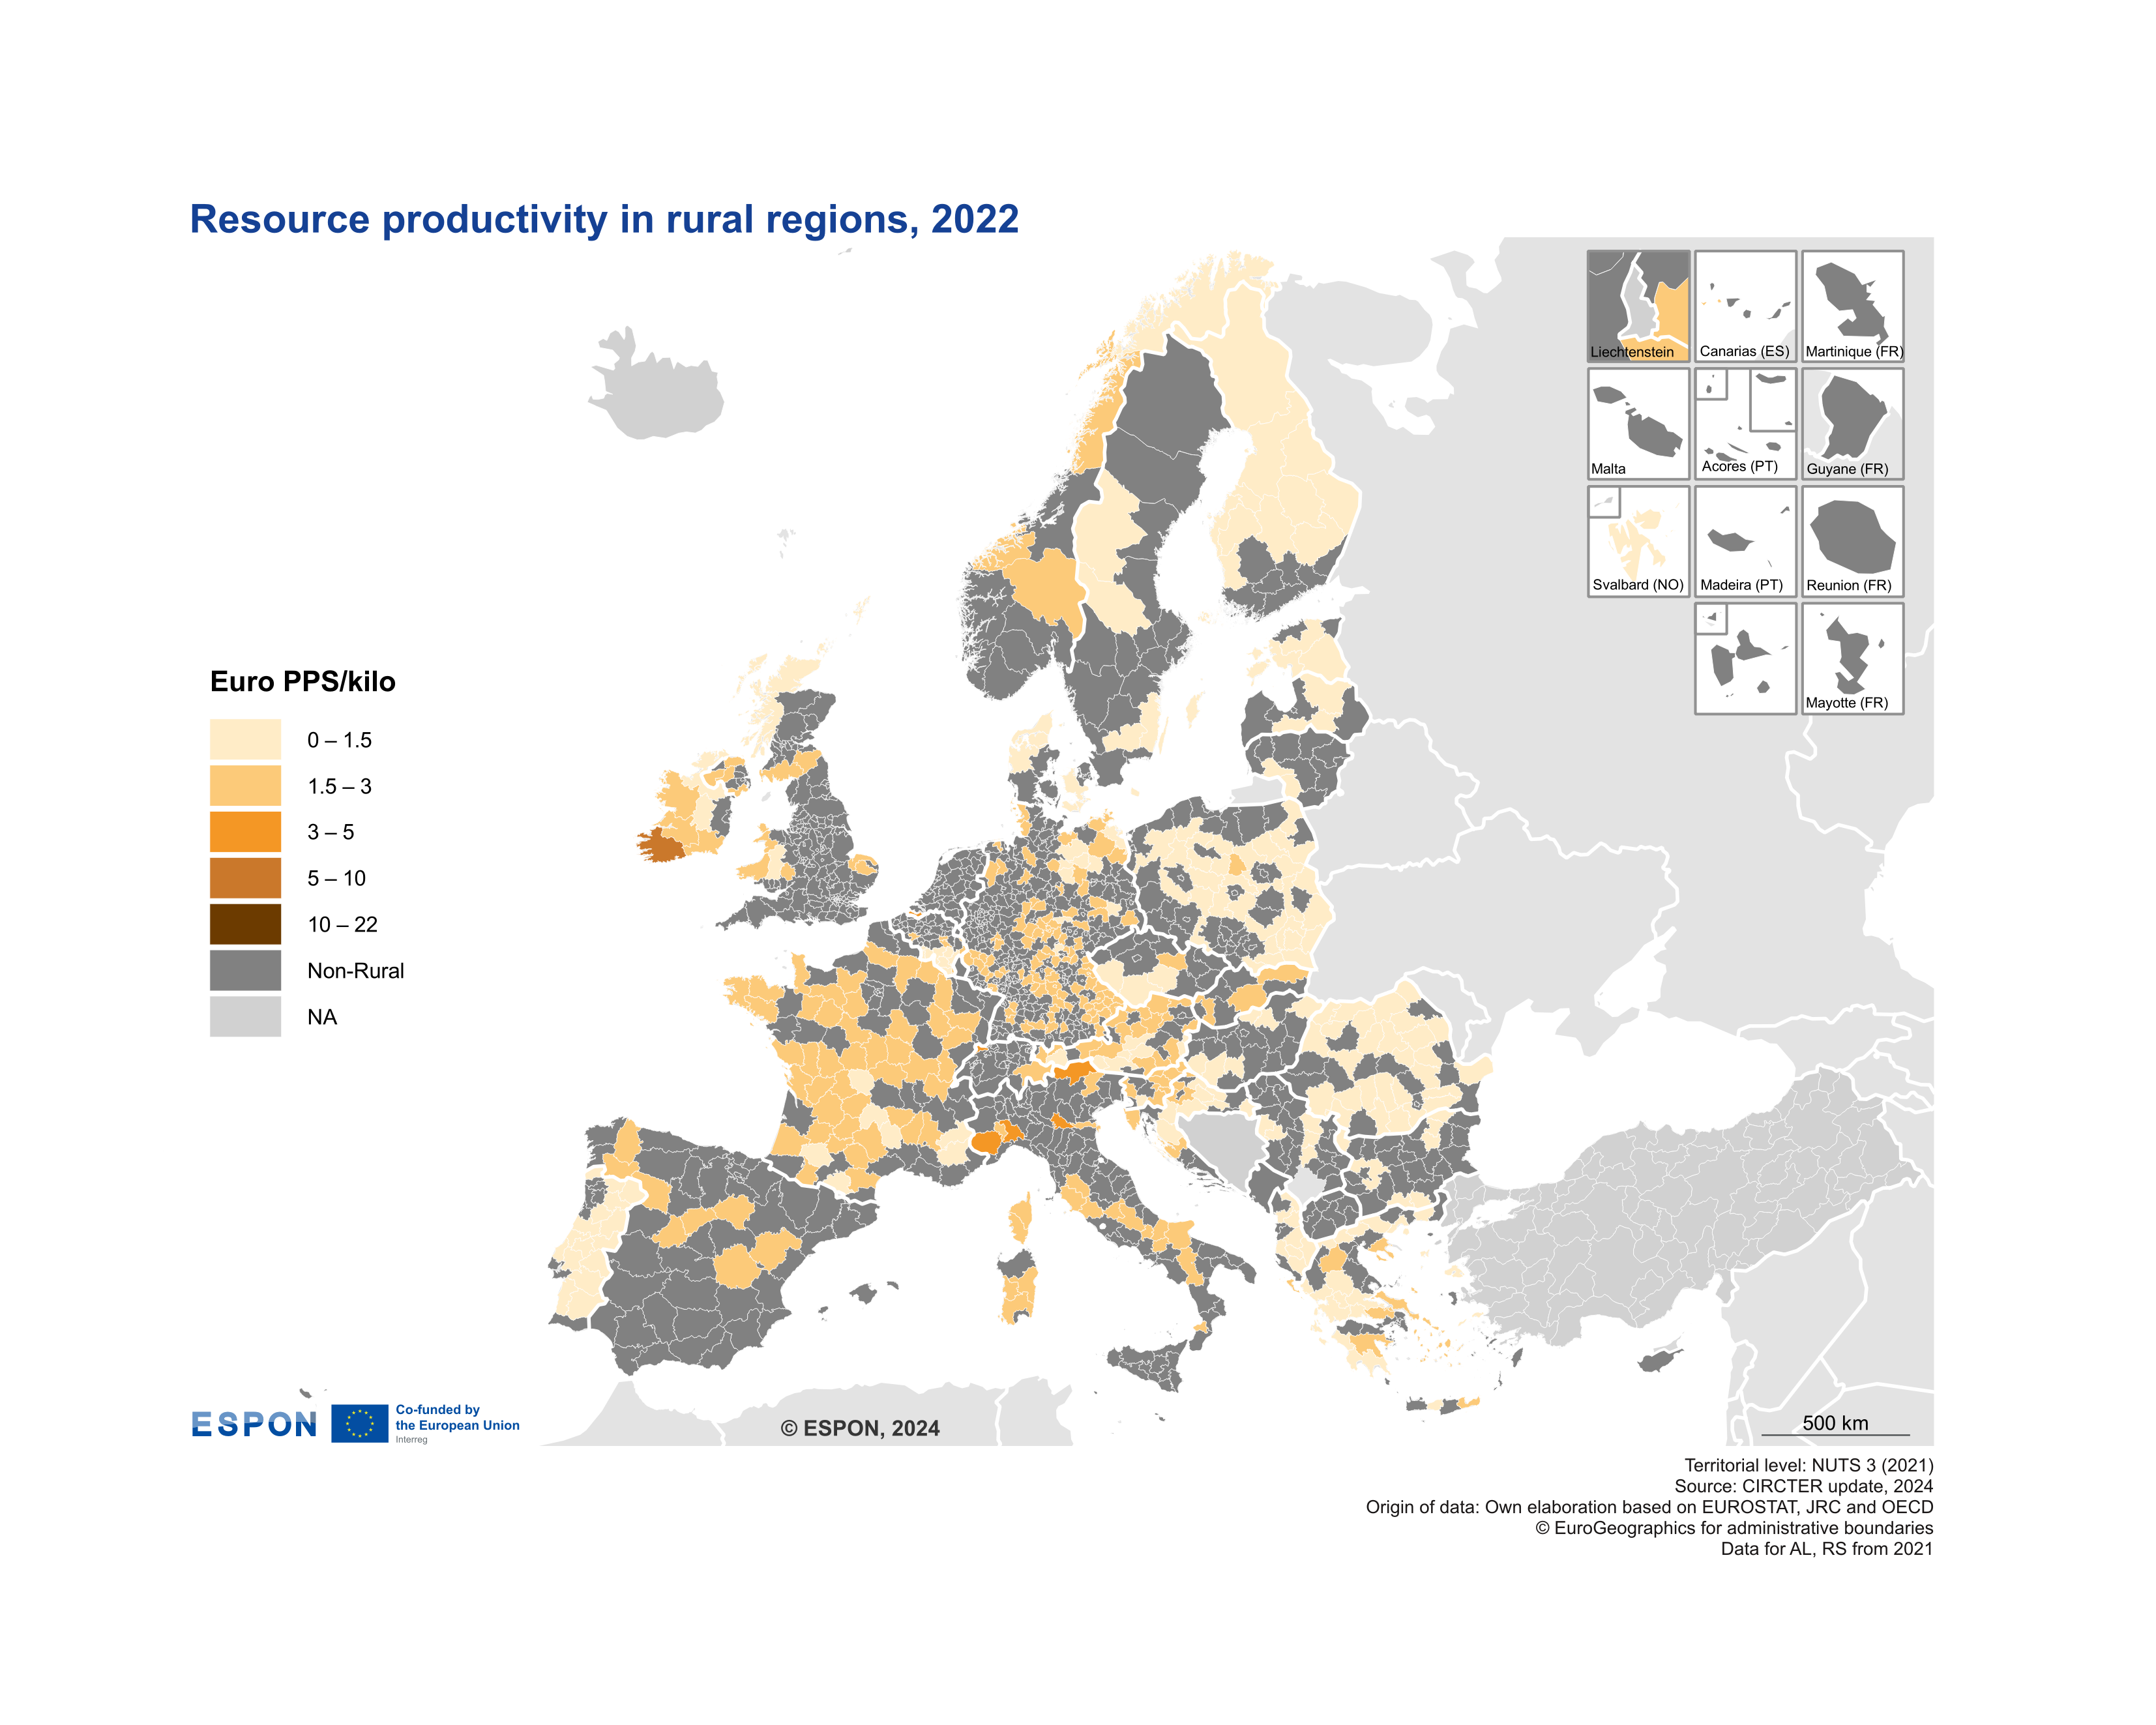 Resource productivity in rural regions, 2022
Liechtenstein
Canarias (ES)
Martinique (FR)
Malta
Acores (PT)
Guyane (FR)
Svalbard (NO)
Madeira (PT)
Reunion (FR)
Mayotte (FR)
Euro PPS/kilo
0 – 1.5
1.5 – 3
3 – 5
5 – 10
10 – 22
Non-Rural
NA
ESPON
Co-funded by
the European Union
Interreg
© ESPON, 2024
500 km
Territorial level: NUTS 3 (2021)
Source: CIRCTER update, 2024
Origin of data: Own elaboration based on EUROSTAT, JRC and OECD
© EuroGeographics for administrative boundaries
Data for AL, RS from 2021